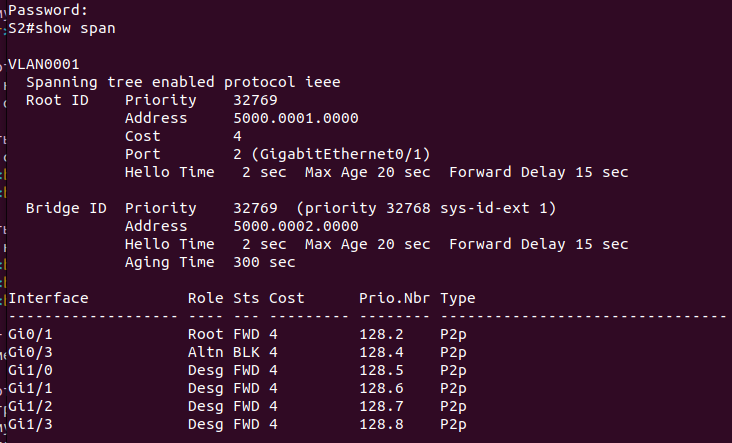 Password:
S2#show span
VLAN0001
  Spanning tree enabled protocol ieee
  Root ID    Priority    32769
             Address     5000.0001.0000
             Cost        4
             Port        2 (GigabitEthernet0/1)
             Hello Time   2 sec  Max Age 20 sec  Forward Delay 15 sec
  Bridge ID  Priority    32769  (priority 32768 sys-id-ext 1)
             Address     5000.0002.0000
             Hello Time   2 sec  Max Age 20 sec  Forward Delay 15 sec
             Aging Time  300 sec
Interface           Role Sts Cost      Prio.Nbr Type
------------------- ---- --- --------- -------- --------------------------------
Gi0/1               Root FWD 4         128.2    P2p
Gi0/3               Altn BLK 4         128.4    P2p
Gi1/0               Desg FWD 4         128.5    P2p
Gi1/1               Desg FWD 4         128.6    P2p
Gi1/2               Desg FWD 4         128.7    P2p
Gi1/3               Desg FWD 4         128.8    P2p